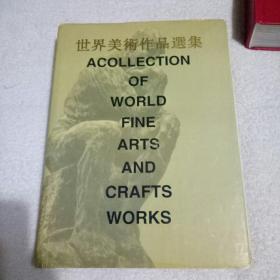 世界美術作品選集
ACOLLECTION
OF
WORLD
FINE
ARTS
AND
CRAFTS
WORKS